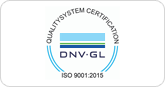 QUALITYSYSTEM CERTIFICATION
DNV·GL
ISO 9001:2015